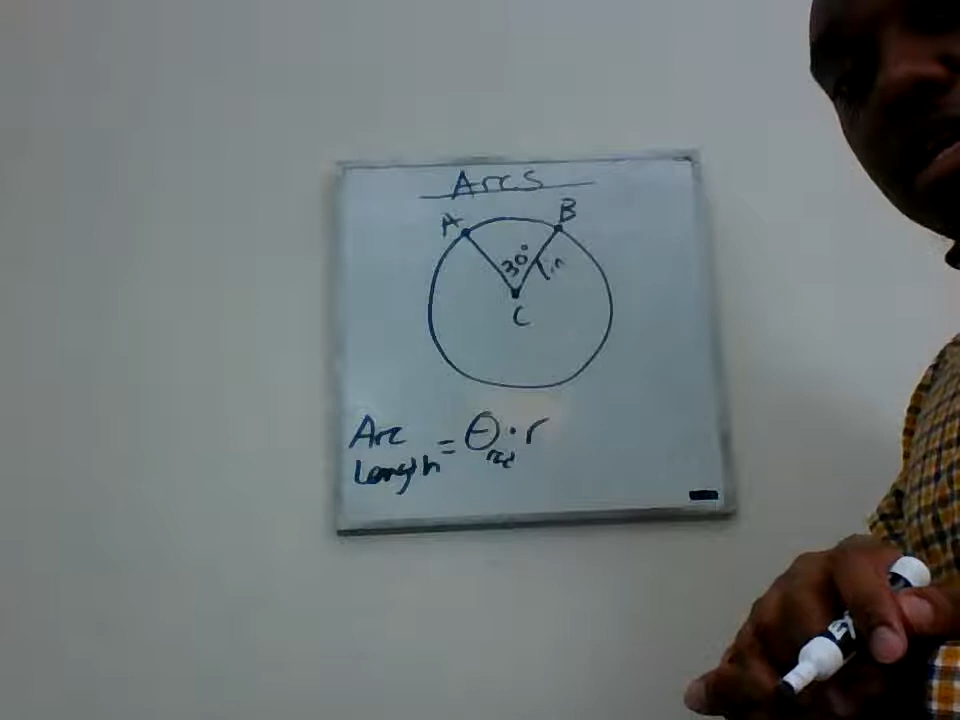 Arcs
A B
30° 1in
C
Arc
Length = θrad · r